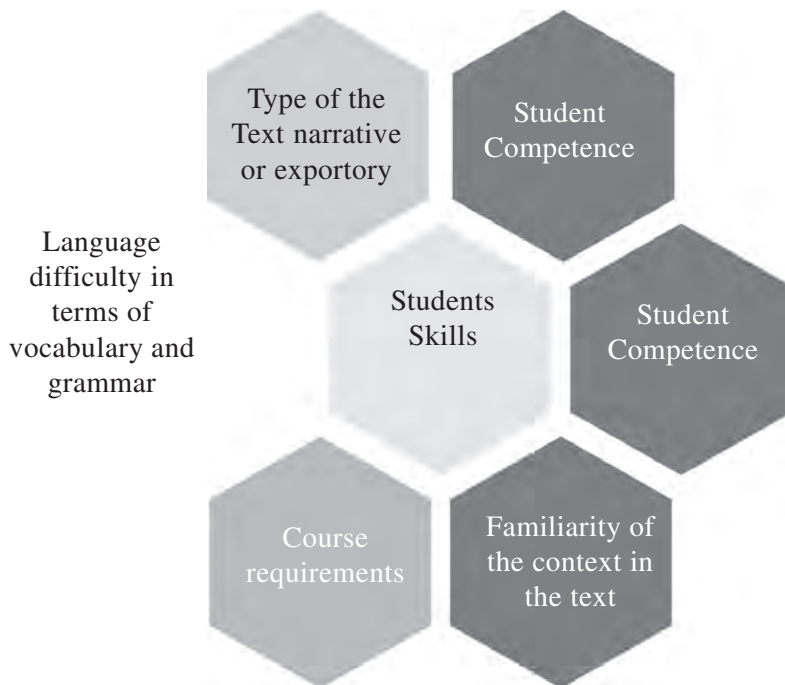 Type of the
Text narrative
or exportory
Student
Competence
Language
difficulty in
terms of
vocabulary and
grammar
Students
Skills
Student
Competence
Course
requirements
Familiarity of
the context in
the text